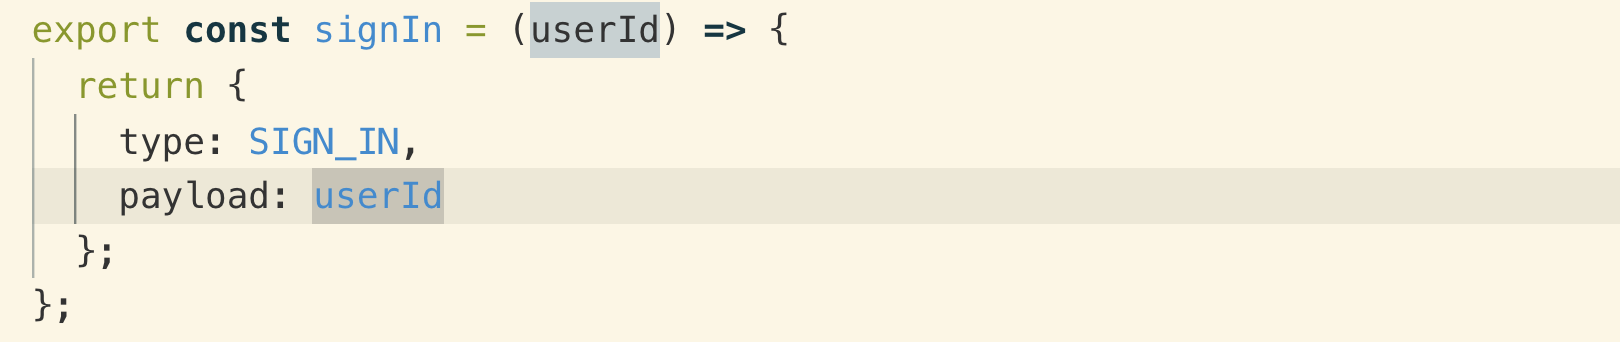 export const signIn = (userId) => {
  return {
    type: SIGN_IN,
    payload: userId
  };
};